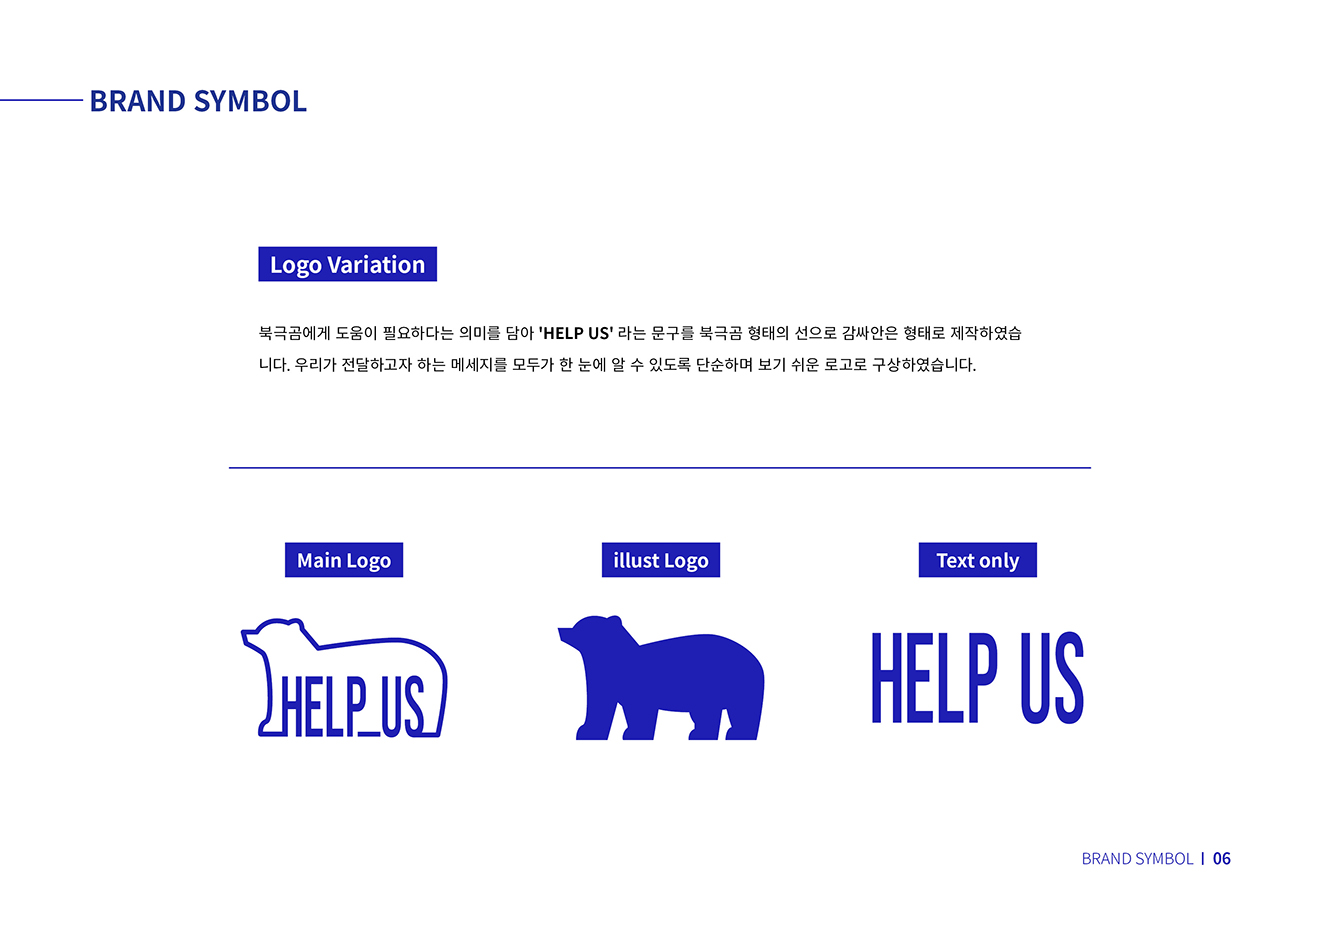 BRAND SYMBOL
Logo Variation
북극곰에게 도움이 필요하다는 의미를 담아 'HELP US' 라는 문구를 북극곰 형태의 선으로 감싸안은 형태로 제작하였습
니다. 우리가 전달하고자 하는 메세지를 모두가 한 눈에 알 수 있도록 단순하며 보기 쉬운 로고로 구상하였습니다.
Main Logo
illust Logo
Text only
HELP_US
HELP US
BRAND SYMBOL | 06